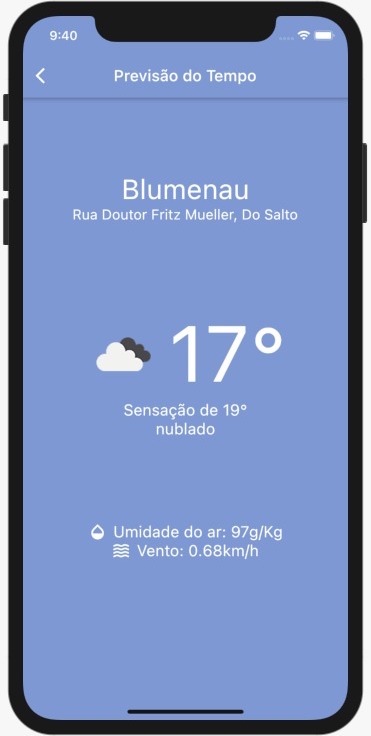 9:40
Previsão do Tempo
Blumenau
Rua Doutor Fritz Mueller, Do Salto
17°
Sensação de 19°
nublado
Umidade do ar: 97g/Kg
Vento: 0.68km/h